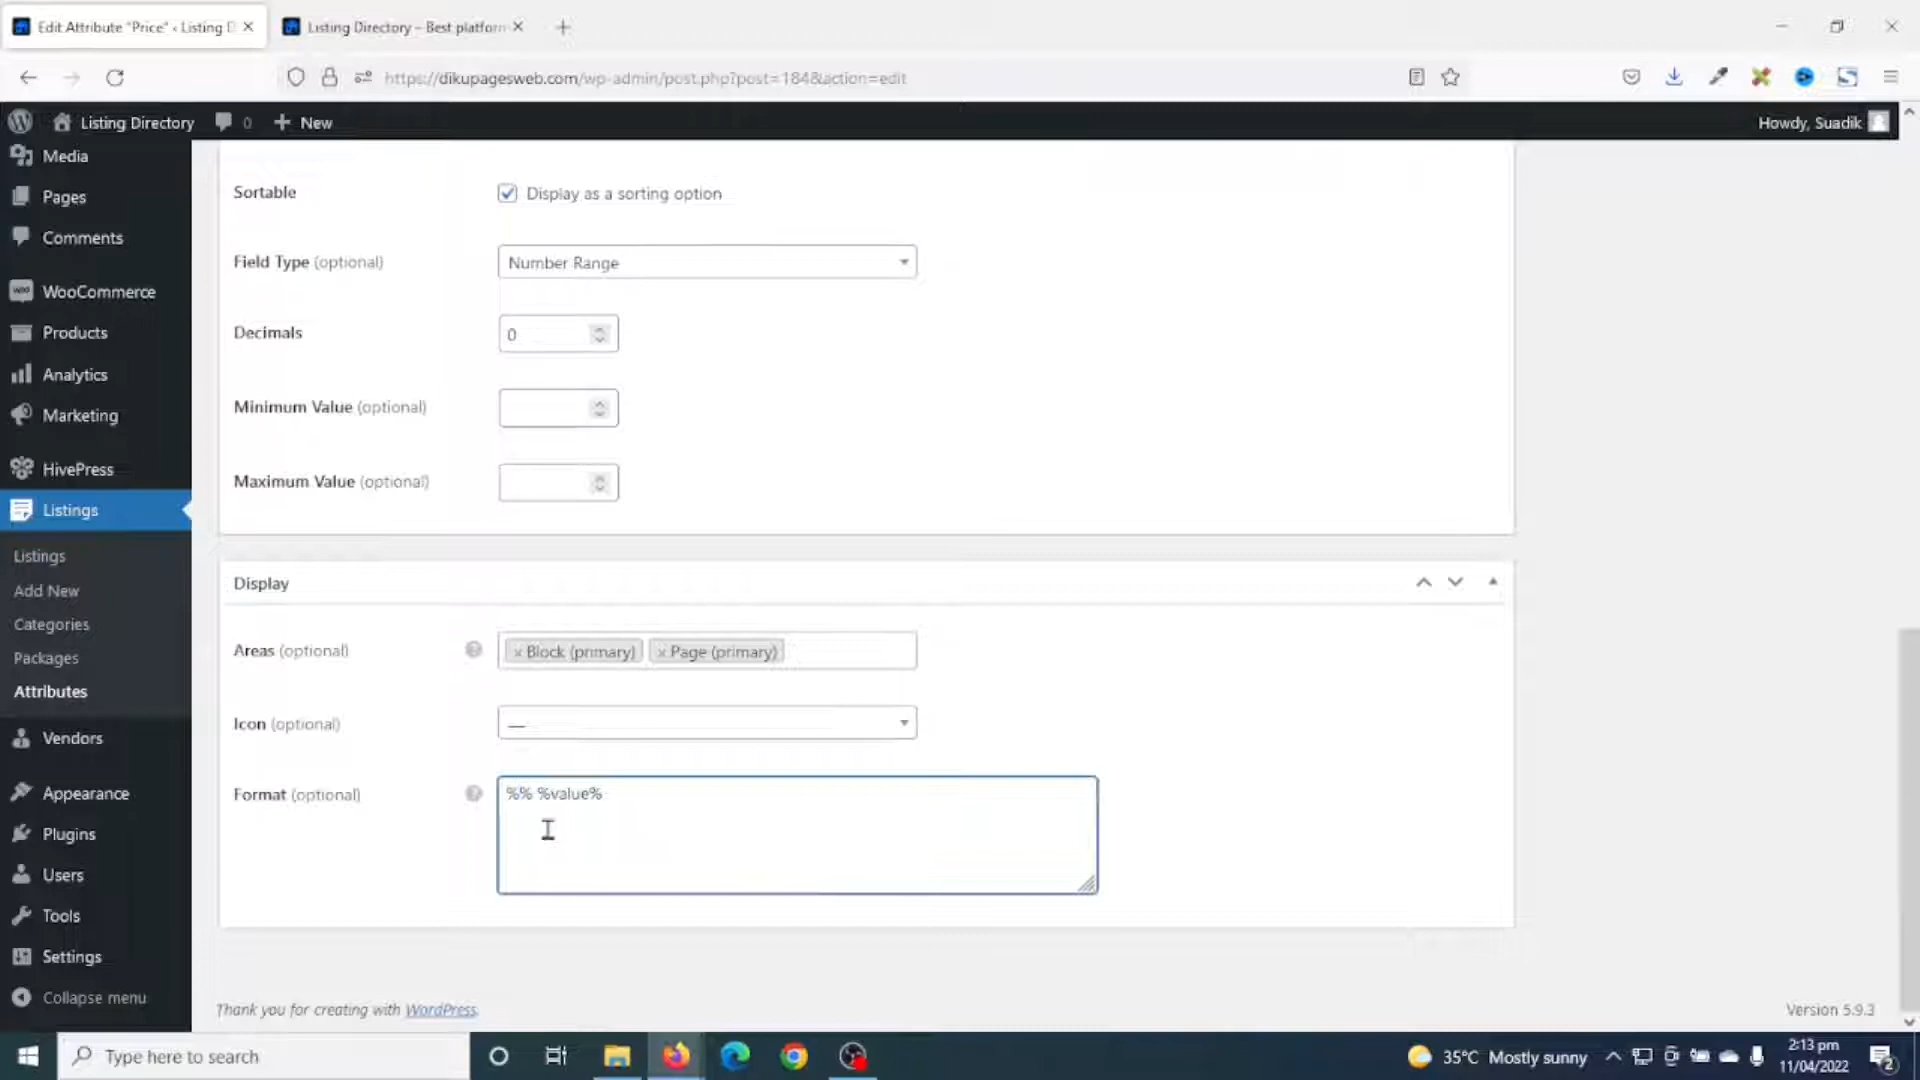 Edit Attribute "Price" ‹ Listing D
Listing Directory – Best platform
https://dikupagesweb.com/wp-admin/post.php?post=184&action=edit
Listing Directory
0
New
Howdy, Suadik
Media
Pages
Comments
WooCommerce
Products
Analytics
Marketing
HivePress
Listings
Listings
Add New
Categories
Packages
Attributes
Vendors
Appearance
Plugins
Users
Tools
Settings
Collapse menu
Sortable
Display as a sorting option
Field Type (optional)
Number Range
Decimals
0
Minimum Value (optional)
Maximum Value (optional)
Display
Areas (optional)
× Block (primary)
× Page (primary)
Icon (optional)
—
Format (optional)
%% %value%
Thank you for creating with WordPress.
Version 5.9.3
Type here to search
35°C Mostly sunny
2:13 pm
11/04/2022
2